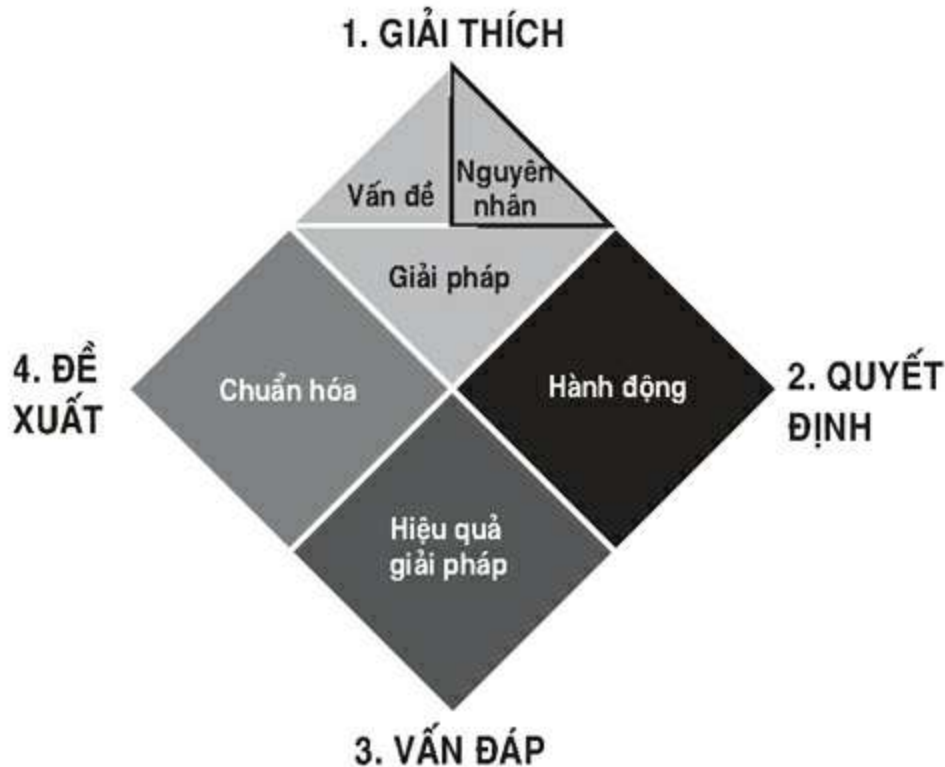 1. GIẢI THÍCH
Vấn đề
Nguyên
nhân
Giải pháp
4. ĐỀ
XUẤT
Chuẩn hóa
Hành động
2. QUYẾT
ĐỊNH
Hiệu quả
giải pháp
3. VẤN ĐÁP